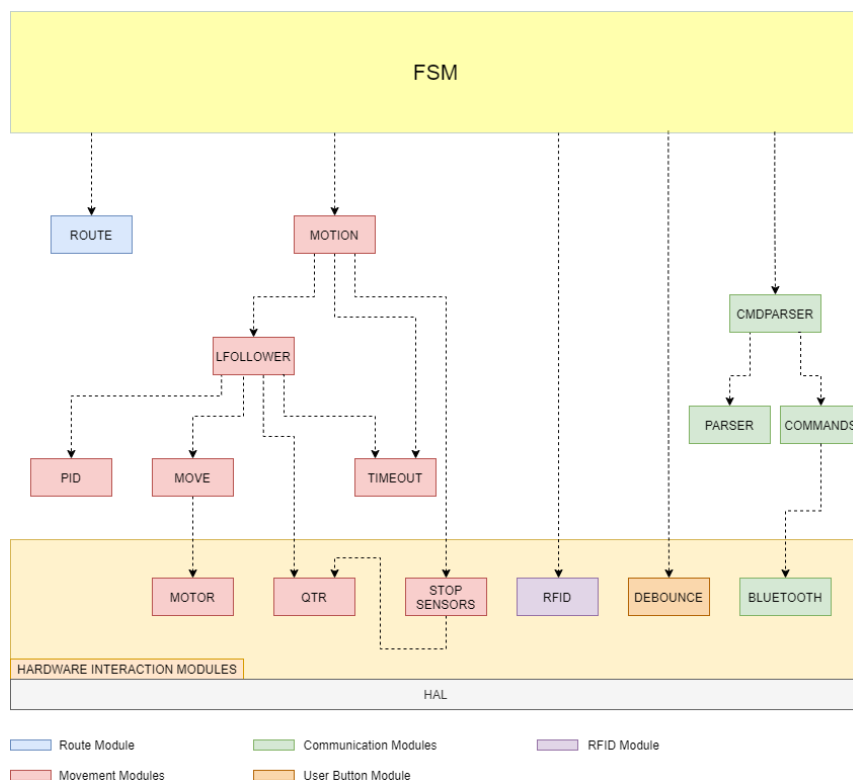 FSM
ROUTE
MOTION
CMDPARSER
LFOLLOWER
PARSER
COMMANDS
PID
MOVE
TIMEOUT
MOTOR
QTR
STOP
SENSORS
RFID
DEBOUNCE
BLUETOOTH
HARDWARE INTERACTION MODULES
HAL
Route Module
Communication Modules
RFID Module
Movement Modules
User Button Module